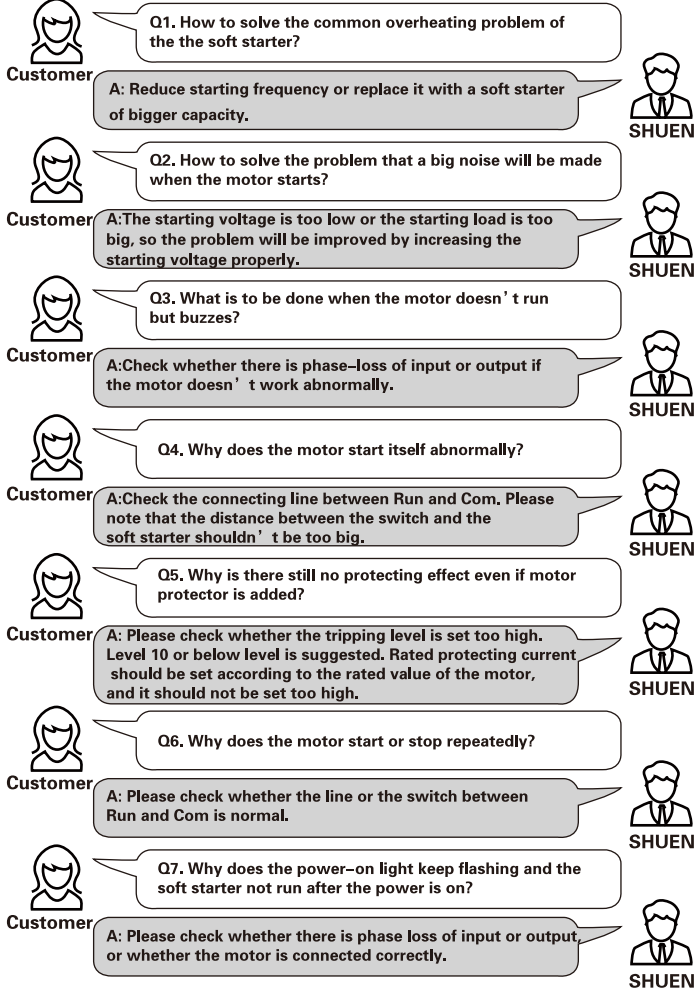 Q1. How to solve the common overheating problem of
the the soft starter?
Customer
A: Reduce starting frequency or replace it with a soft starter
of bigger capacity.
SHUEN
Q2. How to solve the problem that a big noise will be made
when the motor starts?
Customer
A:The starting voltage is too low or the starting load is too
big, so the problem will be improved by increasing the
starting voltage properly.
SHUEN
Q3. What is to be done when the motor doesn't run
but buzzes?
Customer
A:Check whether there is phase–loss of input or output if
the motor doesn't work abnormally.
SHUEN
Q4. Why does the motor start itself abnormally?
Customer
A:Check the connecting line between Run and Com. Please
note that the distance between the switch and the
soft starter shouldn't be too big.
SHUEN
Q5. Why is there still no protecting effect even if motor
protector is added?
Customer
A: Please check whether the tripping level is set too high.
Level 10 or below level is suggested. Rated protecting current
should be set according to the rated value of the motor,
and it should not be set too high.
SHUEN
Q6. Why does the motor start or stop repeatedly?
Customer
A: Please check whether the line or the switch between
Run and Com is normal.
SHUEN
Q7. Why does the power–on light keep flashing and the
soft starter not run after the power is on?
Customer
A: Please check whether there is phase loss of input or output,
or whether the motor is connected correctly.
SHUEN